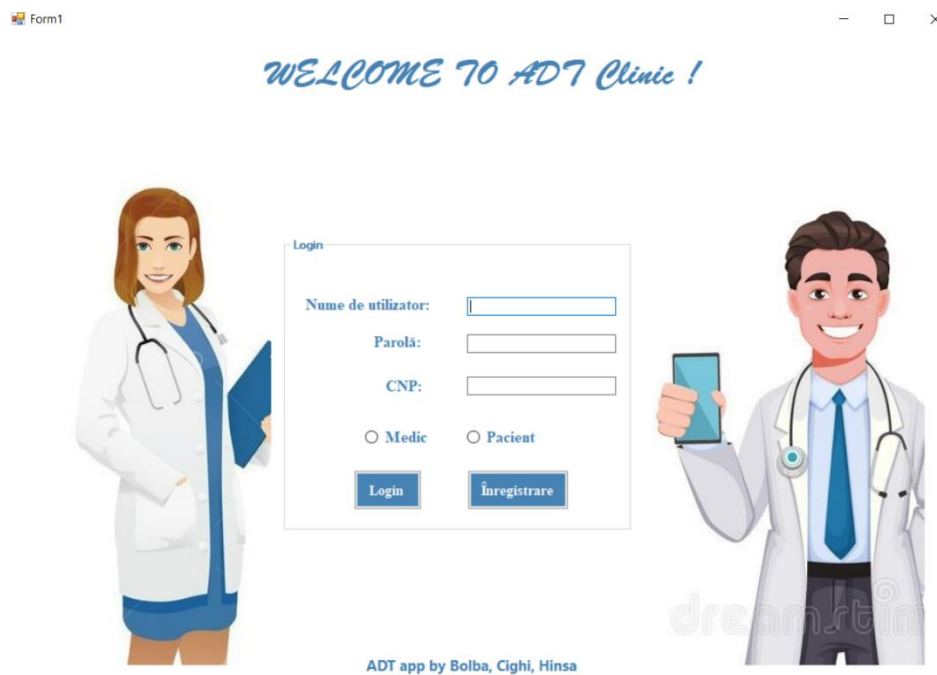 Form1
WELCOME TO ADT Clinic !
Login
Nume de utilizator:
Parolă:
CNP:
Medic Pacient
Login Înregistrare
dreamstim
ADT app by Bolba, Cighi, Hinsa